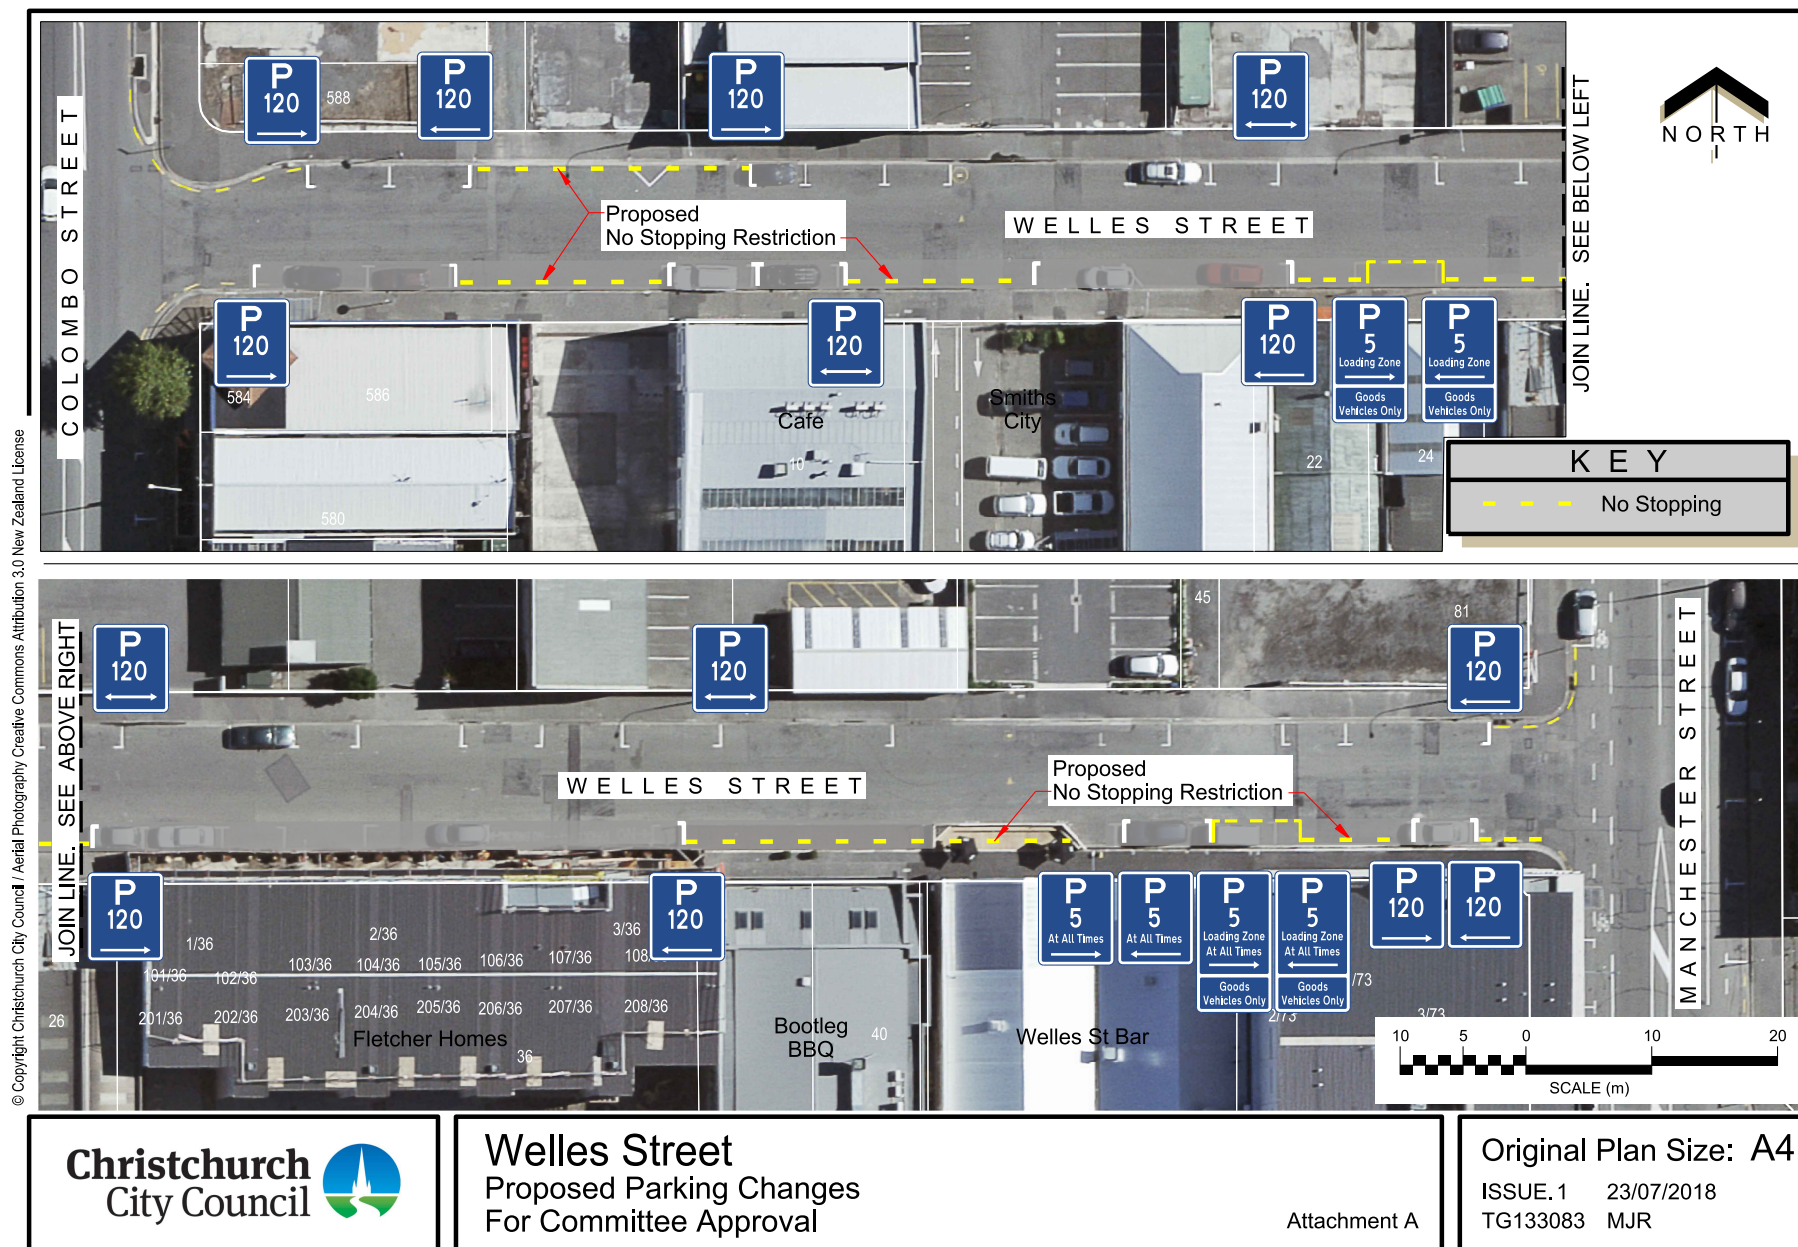 P
120
P
120
P
120
P
120
588
NORTH
COLOMBO STREET
JOIN LINE. SEE BELOW LEFT
Proposed
No Stopping Restriction
WELLES STREET
P
120
P
120
P
120
P
5
Loading Zone
Goods
Vehicles Only
P
5
Loading Zone
Goods
Vehicles Only
584
586
Cafe
10
Smiths
City
580
22
24
KEY
No Stopping
© Copyright Christchurch City Council / Aerial Photography Creative Commons Attribution 3.0 New Zealand License
JOIN LINE. SEE ABOVE RIGHT
P
120
P
120
P
120
45
81
MANCHESTER STREET
WELLES STREET
Proposed
No Stopping Restriction
P
120
P
120
P
5
At All Times
P
5
At All Times
P
5
Loading Zone
At All Times
Goods
Vehicles Only
P
5
Loading Zone
At All Times
Goods
Vehicles Only
P
120
P
120
1/36
2/36
3/36
101/36
102/36
103/36
104/36
105/36
106/36
107/36
201/36
202/36
203/36
204/36
205/36
206/36
207/36
208/36
26
Fletcher Homes
36
Bootleg
BBQ
40
Welles St Bar
/73
2/73
3/73
10 5 0 10 20
SCALE (m)
Christchurch
City Council
Welles Street
Proposed Parking Changes
For Committee Approval
Attachment A
Original Plan Size: A4
ISSUE.1 23/07/2018
TG133083 MJR